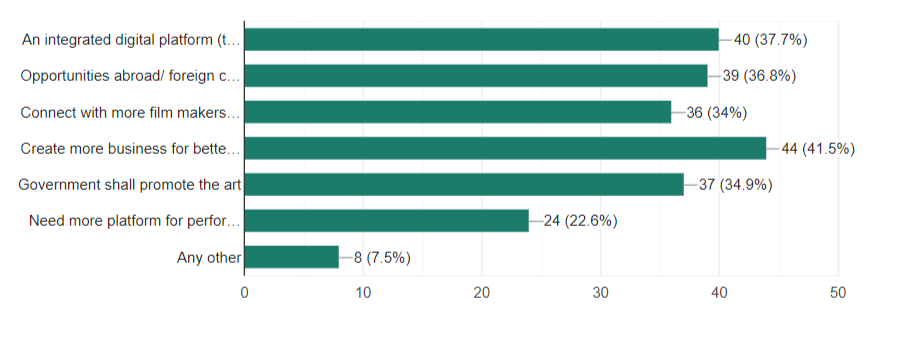 An integrated digital platform (t…
40 (37.7%)
Opportunities abroad/ foreign c…
39 (36.8%)
Connect with more film makers…
36 (34%)
Create more business for bette…
44 (41.5%)
Government shall promote the art
37 (34.9%)
Need more platform for perfor…
24 (22.6%)
Any other
8 (7.5%)
0 10 20 30 40 50